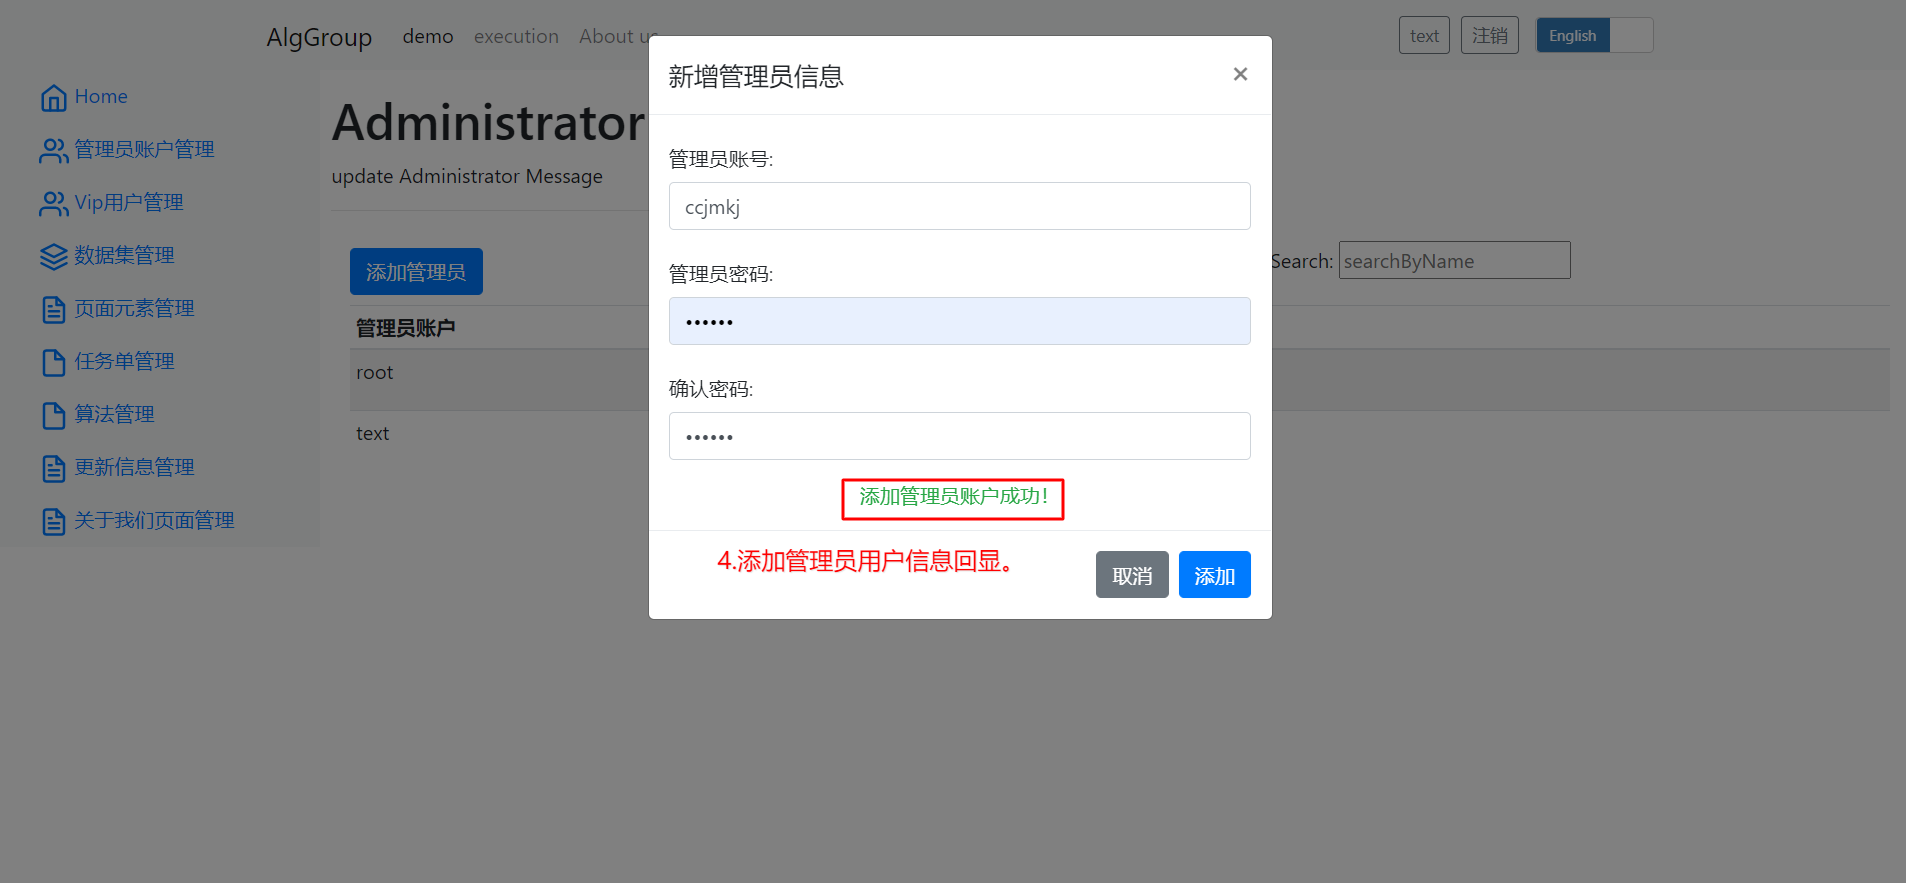 AlgGroup demo execution About us text 注销 English
Home
管理员账户管理
Vip用户管理
数据集管理
页面元素管理
任务单管理
算法管理
更新信息管理
关于我们页面管理
Administrator
update Administrator Message
添加管理员
Search: searchByName
管理员账户
root
text
新增管理员信息 ×
管理员账号:
ccjmkj
管理员密码:
••••••
确认密码:
••••••
添加管理员账户成功!
4.添加管理员用户信息回显。
取消 添加